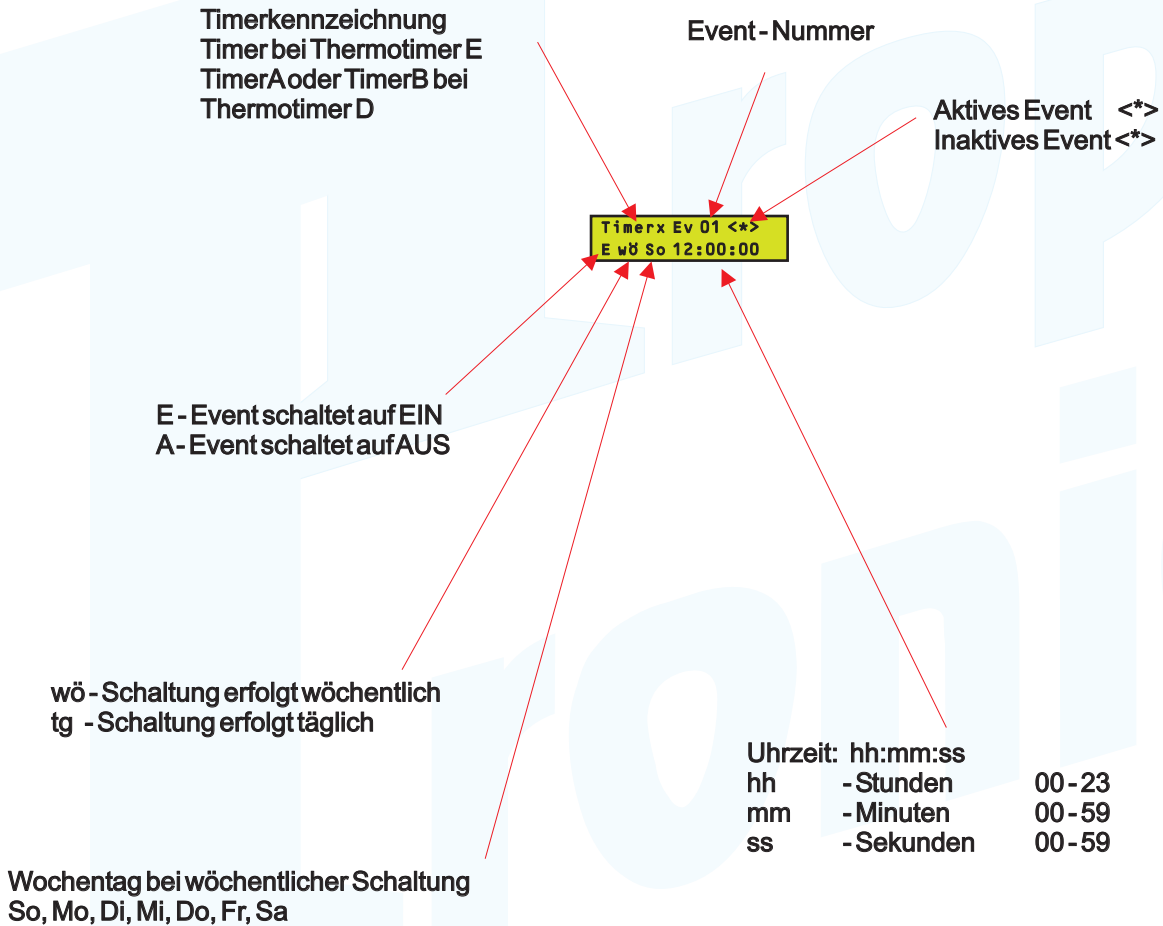 Timerkennzeichnung
Timer bei Thermotimer E
TimerA oder TimerB bei
Thermotimer D
Event - Nummer
Aktives Event <*>
Inaktives Event <*>
Timerx Ev 01 <*>
E wö So 12:00:00
E - Event schaltet auf EIN
A - Event schaltet auf AUS
wö - Schaltung erfolgt wöchentlich
tg - Schaltung erfolgt täglich
Uhrzeit: hh:mm:ss
hh - Stunden 00 - 23
mm - Minuten 00 - 59
ss - Sekunden 00 - 59
Wochentag bei wöchentlicher Schaltung
So, Mo, Di, Mi, Do, Fr, Sa